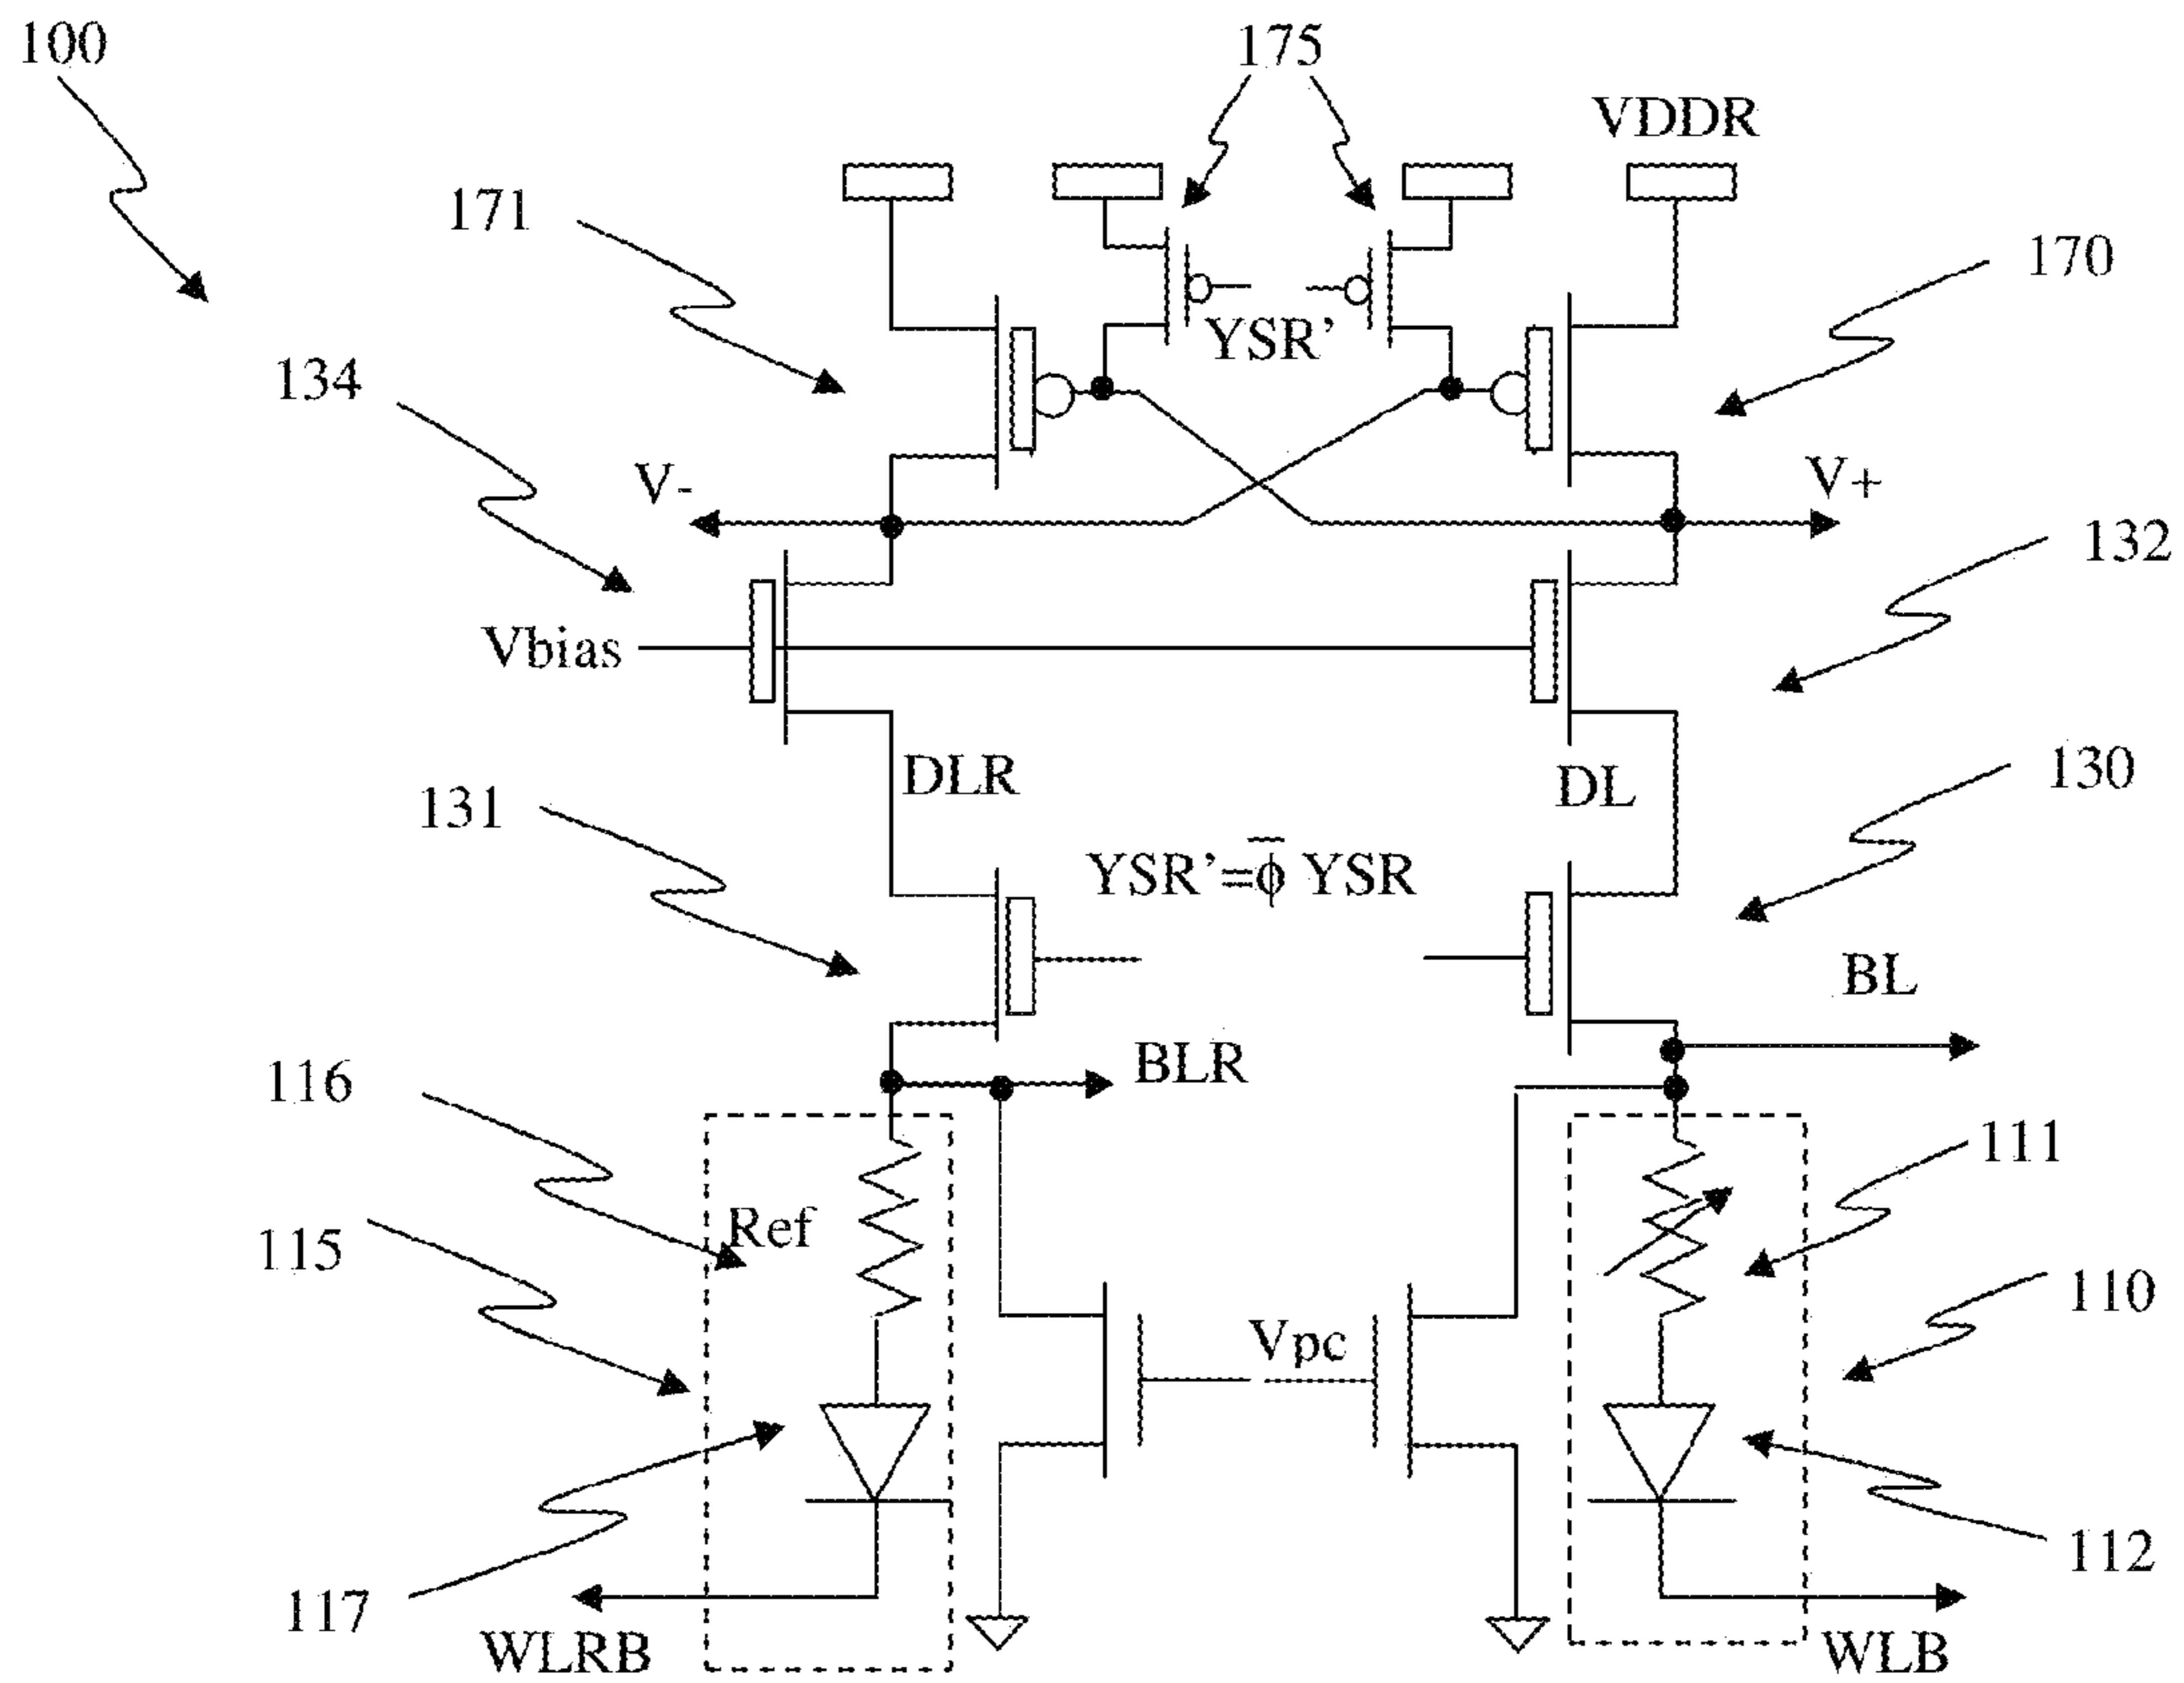 100
175
VDDR
171
170
134
YSR'
V-
V+
132
Vbias
DLR
DL
130
131
YSR'=φ̅ YSR
BL
BLR
116
111
Ref
115
110
Vpc
112
117
WLRB
WLB